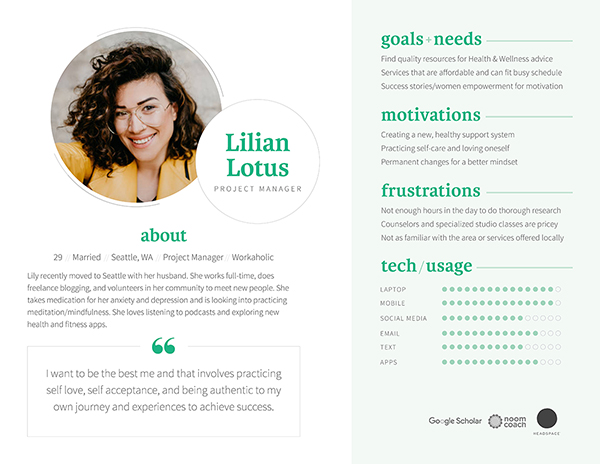 Lilian
Lotus
PROJECT MANAGER
about
29 / Married / Seattle, WA / Project Manager / Workaholic
Lily recently moved to Seattle with her husband. She works full-time, does
freelance blogging, and volunteers in her community to meet new people. She
takes medication for her anxiety and depression and is looking into practicing
meditation/mindfulness. She loves listening to podcasts and exploring new
health and fitness apps.
“
I want to be the best me and that involves practicing
self love, self acceptance, and being authentic to my
own journey and experiences to achieve success.
goals+needs
Find quality resources for Health & Wellness advice
Services that are affordable and can fit busy schedule
Success stories/women empowerment for motivation
motivations
Creating a new, healthy support system
Practicing self-care and loving oneself
Permanent changes for a better mindset
frustrations
Not enough hours in the day to do thorough research
Counselors and specialized studio classes are pricey
Not as familiar with the area or services offered locally
tech/usage
LAPTOP
MOBILE
SOCIAL MEDIA
EMAIL
TEXT
APPS
Google Scholar
noom
coach
HEADSPACE